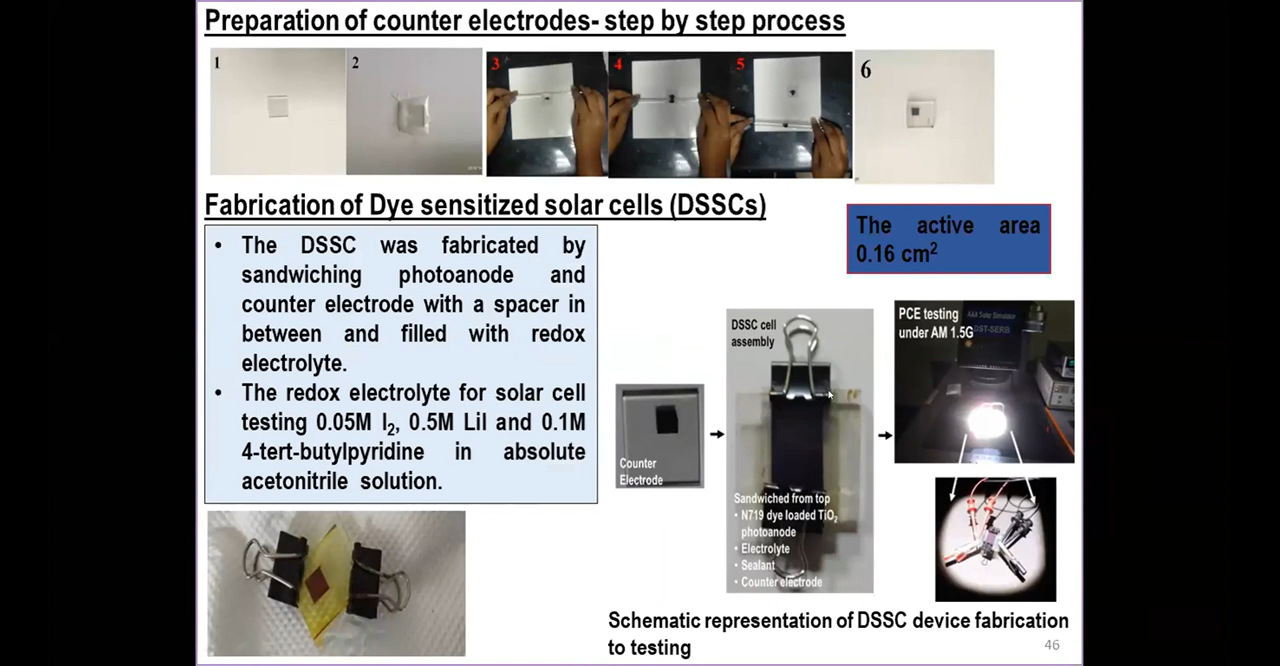 Preparation of counter electrodes- step by step process
1
2
3
4
5
6
Fabrication of Dye sensitized solar cells (DSSCs)
The active area
0.16 cm²
• The DSSC was fabricated by
sandwiching photoanode and
counter electrode with a spacer in
between and filled with redox
electrolyte.
• The redox electrolyte for solar cell
testing 0.05M I₂, 0.5M LiI and 0.1M
4-tert-butylpyridine in absolute
acetonitrile solution.
Counter
Electrode
DSSC cell
assembly
Sandwiched from top
• N719 dye loaded TiO₂
photoanode
• Electrolyte
• Sealant
• Counter electrode
PCE testing
under AM 1.5G
AAA Solar Simulator
DST-SERB
Schematic representation of DSSC device fabrication
to testing
46